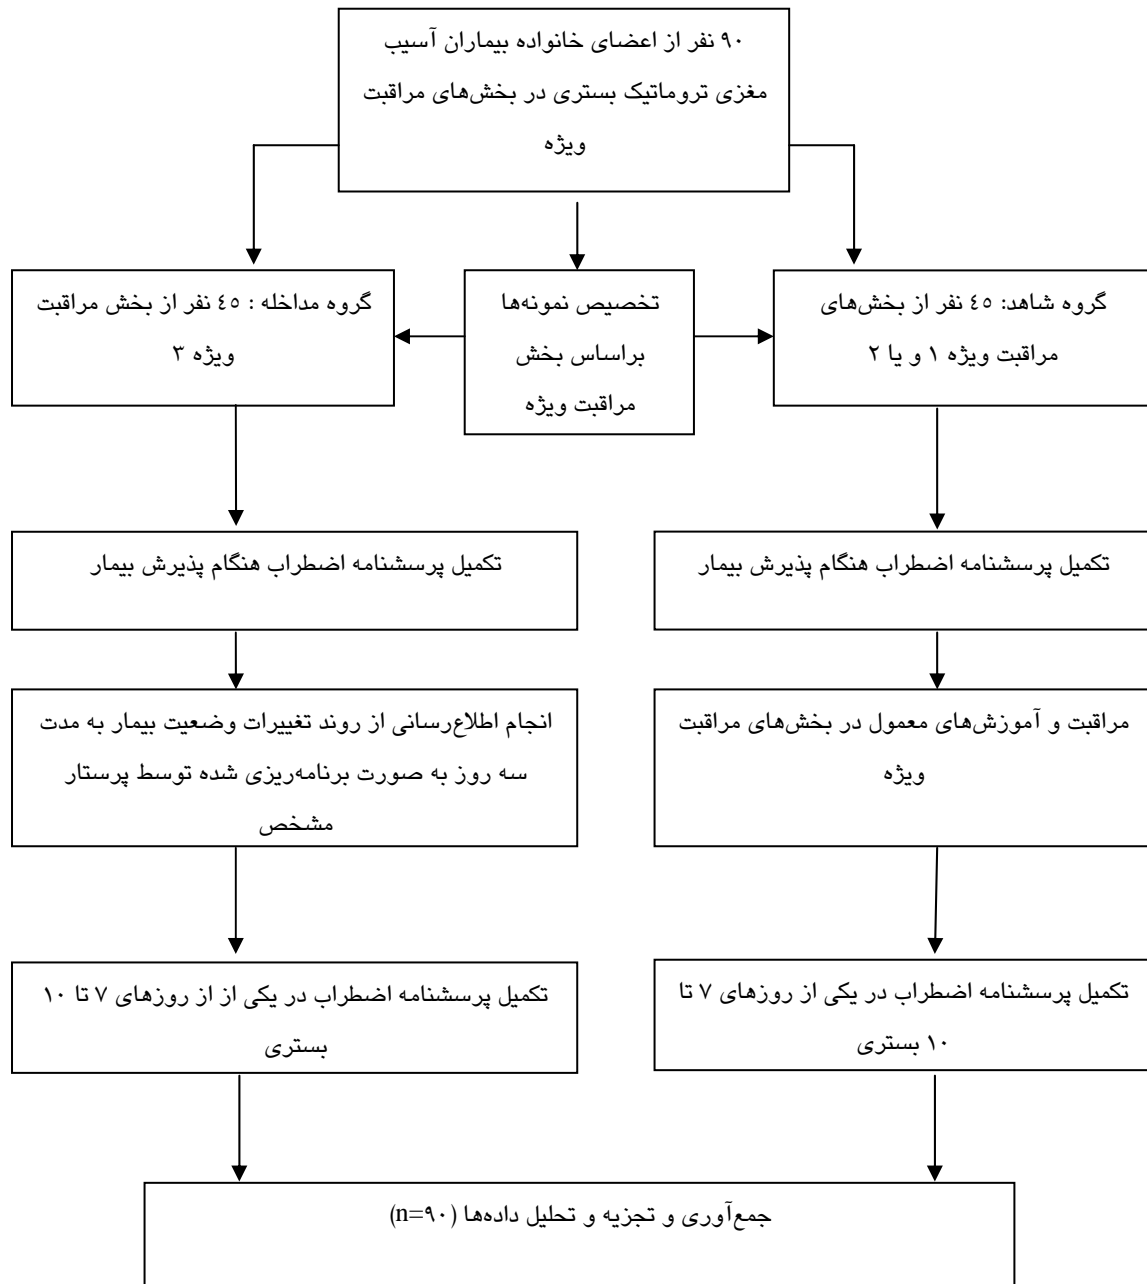 ۹۰ نفر از اعضای خانواده بیماران آسیب
مغزی تروماتیک بستری در بخش‌های مراقبت
ویژه
گروه شاهد: ٤٥ نفر از بخش‌های
مراقبت ویژه ۱ و یا ۲
تخصیص نمونه‌ها
براساس بخش
مراقبت ویژه
گروه مداخله : ٤٥ نفر از بخش مراقبت
ویژه ۳
تکمیل پرسشنامه اضطراب هنگام پذیرش بیمار
تکمیل پرسشنامه اضطراب هنگام پذیرش بیمار
مراقبت و آموزش‌های معمول در بخش‌های مراقبت
ویژه
انجام اطلاع‌رسانی از روند تغییرات وضعیت بیمار به مدت
سه روز به صورت برنامه‌ریزی شده توسط پرستار
مشخص
تکمیل پرسشنامه اضطراب در یکی از روزهای ۷ تا
۱۰ بستری
تکمیل پرسشنامه اضطراب در یکی از از روزهای ۷ تا ۱۰
بستری
جمع‌آوری و تجزیه و تحلیل داده‌ها (n=۹۰)